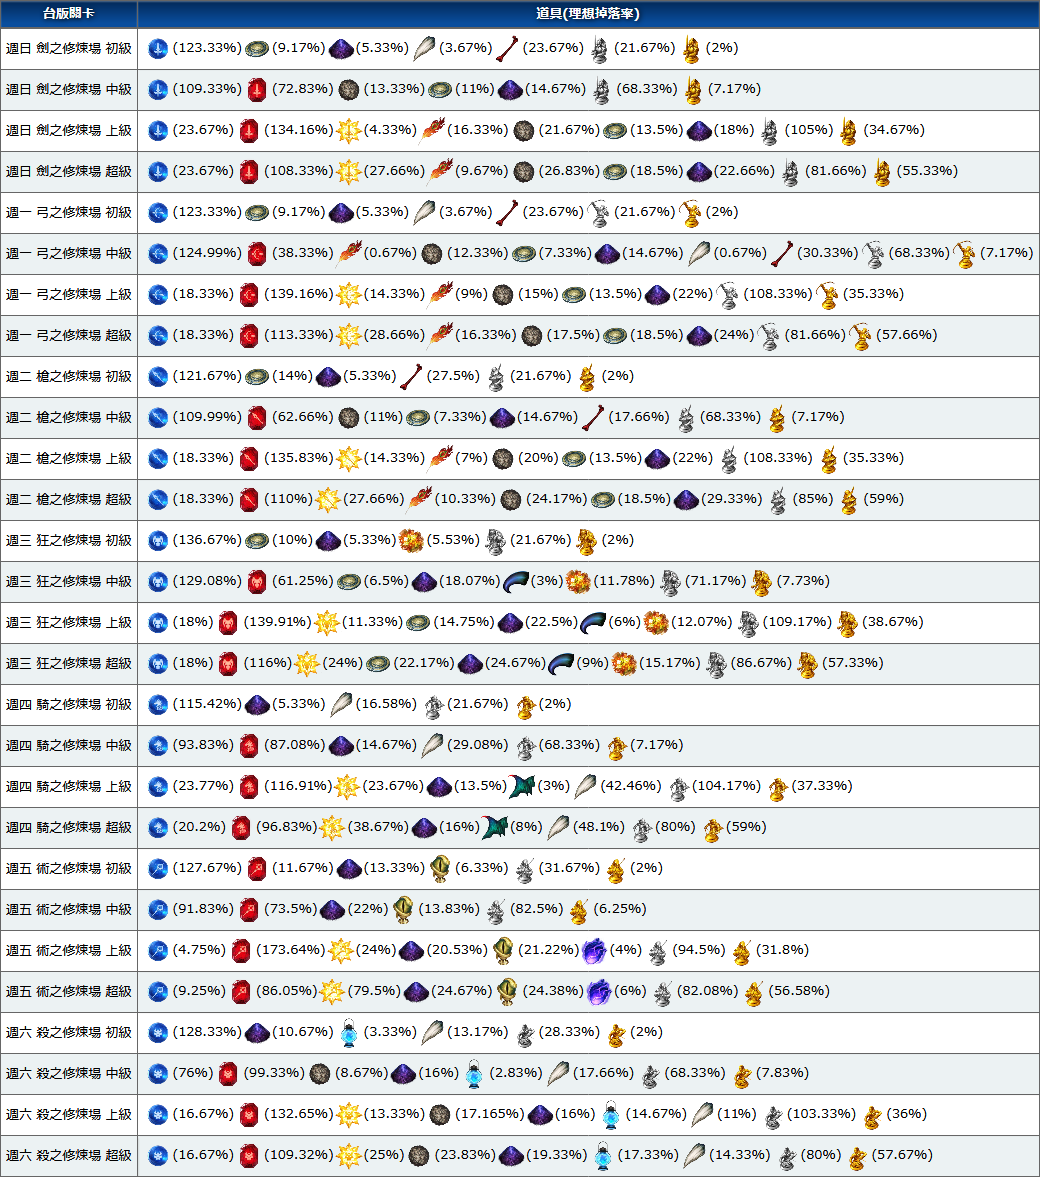 台版關卡 道具(理想掉落率)
週日 劍之修煉場 初級 (123.33%) (9.17%) (5.33%) (3.67%) (23.67%) (21.67%) (2%)
週日 劍之修煉場 中級 (109.33%) (72.83%) (13.33%) (11%) (14.67%) (68.33%) (7.17%)
週日 劍之修煉場 上級 (23.67%) (134.16%) (4.33%) (16.33%) (21.67%) (13.5%) (18%) (105%) (34.67%)
週日 劍之修煉場 超級 (23.67%) (108.33%) (27.66%) (9.67%) (26.83%) (18.5%) (22.66%) (81.66%) (55.33%)
週一 弓之修煉場 初級 (123.33%) (9.17%) (5.33%) (3.67%) (23.67%) (21.67%) (2%)
週一 弓之修煉場 中級 (124.99%) (38.33%) (0.67%) (12.33%) (7.33%) (14.67%) (0.67%) (30.33%) (68.33%) (7.17%)
週一 弓之修煉場 上級 (18.33%) (139.16%) (14.33%) (9%) (15%) (13.5%) (22%) (108.33%) (35.33%)
週一 弓之修煉場 超級 (18.33%) (113.33%) (28.66%) (16.33%) (17.5%) (18.5%) (24%) (81.66%) (57.66%)
週二 槍之修煉場 初級 (121.67%) (14%) (5.33%) (27.5%) (21.67%) (2%)
週二 槍之修煉場 中級 (109.99%) (62.66%) (11%) (7.33%) (14.67%) (17.66%) (68.33%) (7.17%)
週二 槍之修煉場 上級 (18.33%) (135.83%) (14.33%) (7%) (20%) (13.5%) (22%) (108.33%) (35.33%)
週二 槍之修煉場 超級 (18.33%) (110%) (27.66%) (10.33%) (24.17%) (18.5%) (29.33%) (85%) (59%)
週三 狂之修煉場 初級 (136.67%) (10%) (5.33%) (5.53%) (21.67%) (2%)
週三 狂之修煉場 中級 (129.08%) (61.25%) (6.5%) (18.07%) (3%) (11.78%) (71.17%) (7.73%)
週三 狂之修煉場 上級 (18%) (139.91%) (11.33%) (14.75%) (22.5%) (6%) (12.07%) (109.17%) (38.67%)
週三 狂之修煉場 超級 (18%) (116%) (24%) (22.17%) (24.67%) (9%) (15.17%) (86.67%) (57.33%)
週四 騎之修煉場 初級 (115.42%) (5.33%) (16.58%) (21.67%) (2%)
週四 騎之修煉場 中級 (93.83%) (87.08%) (14.67%) (29.08%) (68.33%) (7.17%)
週四 騎之修煉場 上級 (23.77%) (116.91%) (23.67%) (13.5%) (3%) (42.46%) (104.17%) (37.33%)
週四 騎之修煉場 超級 (20.2%) (96.83%) (38.67%) (16%) (8%) (48.1%) (80%) (59%)
週五 術之修煉場 初級 (127.67%) (11.67%) (13.33%) (6.33%) (31.67%) (2%)
週五 術之修煉場 中級 (91.83%) (73.5%) (22%) (13.83%) (82.5%) (6.25%)
週五 術之修煉場 上級 (4.75%) (173.64%) (24%) (20.53%) (21.22%) (4%) (94.5%) (31.8%)
週五 術之修煉場 超級 (9.25%) (86.05%) (79.5%) (24.67%) (24.38%) (6%) (82.08%) (56.58%)
週六 殺之修煉場 初級 (128.33%) (10.67%) (3.33%) (13.17%) (28.33%) (2%)
週六 殺之修煉場 中級 (76%) (99.33%) (8.67%) (16%) (2.83%) (17.66%) (68.33%) (7.83%)
週六 殺之修煉場 上級 (16.67%) (132.65%) (13.33%) (17.165%) (16%) (14.67%) (11%) (103.33%) (36%)
週六 殺之修煉場 超級 (16.67%) (109.32%) (25%) (23.83%) (19.33%) (17.33%) (14.33%) (80%) (57.67%)